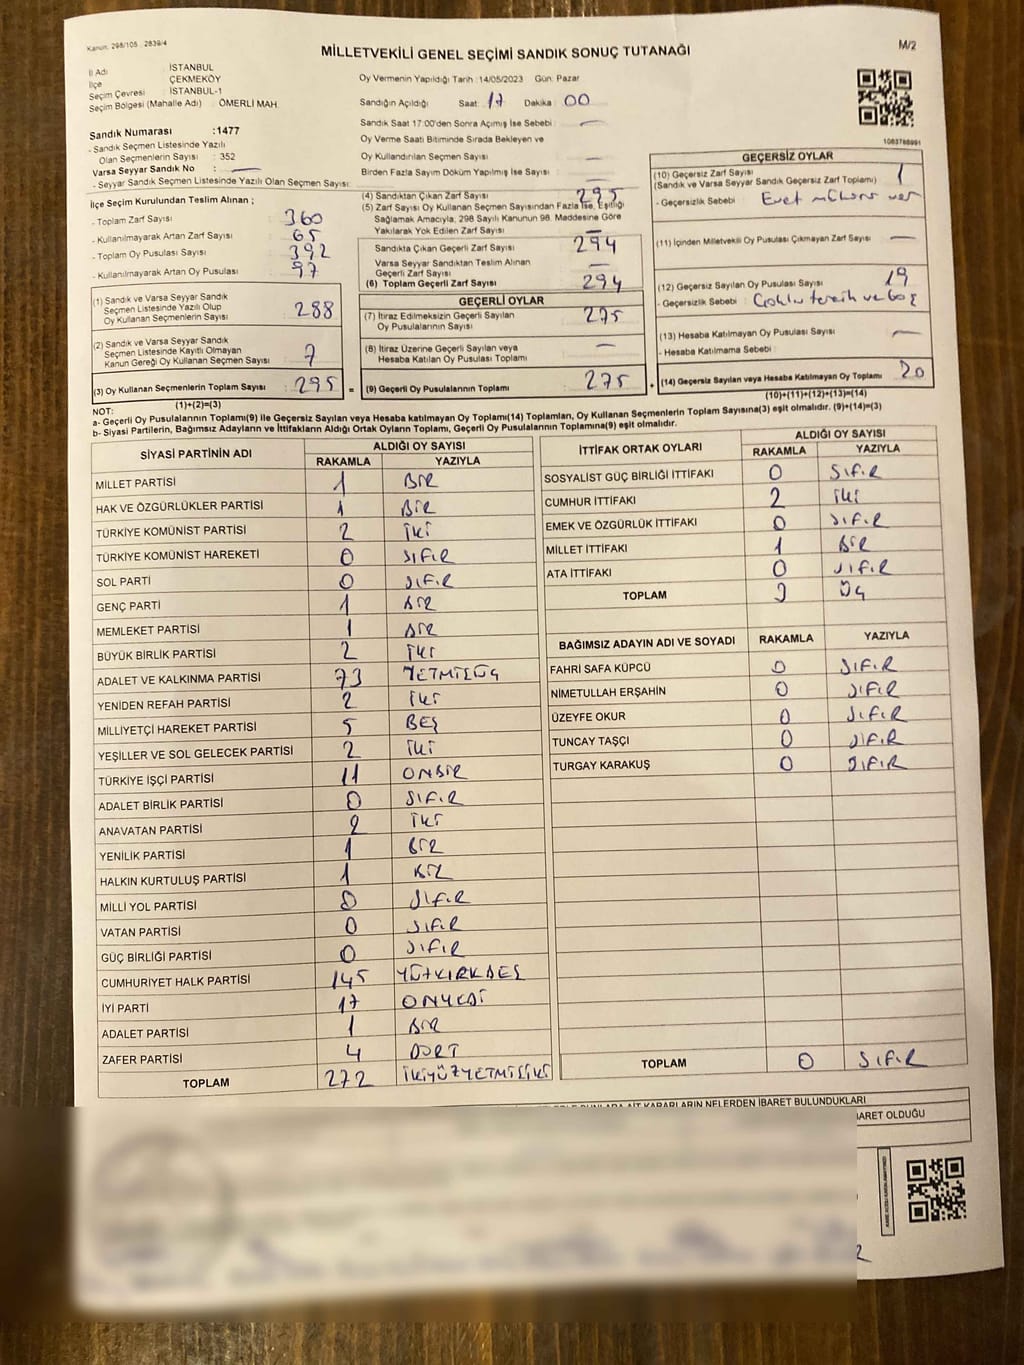 Kanun. 298/105 2839/4
M/2
MİLLETVEKİLİ GENEL SEÇİMİ SANDIK SONUÇ TUTANAĞI
İl Adı İSTANBUL
İlçe ÇEKMEKÖY
Seçim Çevresi İSTANBUL-1
Seçim Bölgesi (Mahalle Adı) ÖMERLİ MAH.
Sandık Numarası :1477
- Sandık Seçmen Listesinde Yazılı
Olan Seçmenlerin Sayısı : 352
Varsa Seyyar Sandık No : —
- Seyyar Sandık Seçmen Listesinde Yazılı Olan Seçmen Sayısı:
Oy Vermenin Yapıldığı Tarih :14/05/2023 Gün: Pazar
Sandığın Açıldığı Saat: 17 Dakika: 00
Sandık Saat 17:00'den Sonra Açımış İse Sebebi : —
Oy Verme Saati Bitiminde Sırada Bekleyen ve
Oy Kullandırılan Seçmen Sayısı : —
Birden Fazla Sayım Döküm Yapılmış İse Sayısı : —
1083788991
İlçe Seçim Kurulundan Teslim Alınan ;
- Toplam Zarf Sayısı : 360
- Kullanılmayarak Artan Zarf Sayısı : 65
- Toplam Oy Pusulası : 392
- Kullanılmayarak Artan Oy Pusulası : 97
(1) Sandık ve Varsa Seyyar Sandık
Seçmen Listesinde Yazılı Olup
Oy Kullanan Seçmenlerin Sayısı : 288
(2) Sandık ve Varsa Seyyar Sandık
Seçmen Listesinde Kayıtlı Olmayan
Kanun Gereği Oy Kullanan Seçmen Sayısı : 7
(3) Oy Kullanan Seçmenlerin Toplam Sayısı : 295 =
(1)+(2)=(3)
(4) Sandıktan Çıkan Zarf Sayısı : 295
(5) Zarf Sayısı Oy Kullanan Seçmen Sayısından Fazla İse, Eşitliği
Sağlamak Amacıyla, 298 Sayılı Kanunun 98. Maddesine Göre
Yakılarak Yok Edilen Zarf Sayısı : —
Sandıkta Çıkan Geçerli Zarf Sayısı : 294
Varsa Seyyar Sandıktan Teslim Alınan
Geçerli Zarf Sayısı : —
(6) Toplam Geçerli Zarf Sayısı : 294
GEÇERLİ OYLAR
(7) İtiraz Edilmeksizin Geçerli Sayılan
Oy Pusulalarının Sayısı : 275
(8) İtiraz Üzerine Geçerli Sayılan veya
Hesaba Katılan Oy Pusulası Toplamı : —
(9) Geçerli Oy Pusulalarının Toplamı : 275 +
GEÇERSİZ OYLAR
(10) Geçersiz Zarf Sayısı : 1
(Sandık ve Varsa Seyyar Sandık Geçersiz Zarf Toplamı)
- Geçersizlik Sebebi : Evet mührü var
(11) İçinden Milletvekili Oy Pusulası Çıkmayan Zarf Sayısı : —
(12) Geçersiz Sayılan Oy Pusulası Sayısı : 19
- Geçersizlik Sebebi : Çoklu tercih ve boş
(13) Hesaba Katılmayan Oy Pusulası Sayısı : —
- Hesaba Katılmama Sebebi :
(14) Geçersiz Sayılan veya Hesaba Katılmayan Oy Toplamı : 20
(10)+(11)+(12)+(13)=(14)
NOT:
a- Geçerli Oy Pusulalarının Toplamı(9) ile Geçersiz Sayılan veya Hesaba katılmayan Oy Toplamı(14) Toplamları, Oy Kullanan Seçmenlerin Toplam Sayısına(3) eşit olmalıdır. (9)+(14)=(3)
b- Siyasi Partilerin, Bağımsız Adayların ve İttifakların Aldığı Ortak Oyların Toplamı, Geçerli Oy Pusulalarının Toplamına(9) eşit olmalıdır.
SİYASİ PARTİNİN ADI ALDIĞI OY SAYISI
RAKAMLA YAZIYLA
MİLLET PARTİSİ 1 BİR
HAK VE ÖZGÜRLÜKLER PARTİSİ 1 BİR
TÜRKİYE KOMÜNİST PARTİSİ 2 İKİ
TÜRKİYE KOMÜNİST HAREKETİ 0 SIFIR
SOL PARTİ 0 SIFIR
GENÇ PARTİ 1 BİR
MEMLEKET PARTİSİ 1 BİR
BÜYÜK BİRLİK PARTİSİ 2 İKİ
ADALET VE KALKINMA PARTİSİ 73 YETMİŞÜÇ
YENİDEN REFAH PARTİSİ 2 İKİ
MİLLİYETÇİ HAREKET PARTİSİ 5 BEŞ
YEŞİLLER VE SOL GELECEK PARTİSİ 2 İKİ
TÜRKİYE İŞÇİ PARTİSİ 11 ONBİR
ADALET BİRLİK PARTİSİ 0 SIFIR
ANAVATAN PARTİSİ 2 İKİ
YENİLİK PARTİSİ 1 BİR
HALKIN KURTULUŞ PARTİSİ 1 BİR
MİLLİ YOL PARTİSİ 0 SIFIR
VATAN PARTİSİ 0 SIFIR
GÜÇ BİRLİĞİ PARTİSİ 0 SIFIR
CUMHURİYET HALK PARTİSİ 145 YÜZKIRKBEŞ
İYİ PARTİ 17 ONYEDİ
ADALET PARTİSİ 1 BİR
ZAFER PARTİSİ 4 DÖRT
TOPLAM 272 İKİYÜZYETMİŞİKİ
İTTİFAK ORTAK OYLARI ALDIĞI OY SAYISI
RAKAMLA YAZIYLA
SOSYALİST GÜÇ BİRLİĞİ İTTİFAKI 0 SIFIR
CUMHUR İTTİFAKI 2 İKİ
EMEK VE ÖZGÜRLÜK İTTİFAKI 0 SIFIR
MİLLET İTTİFAKI 1 BİR
ATA İTTİFAKI 0 SIFIR
TOPLAM 3 ÜÇ
BAĞIMSIZ ADAYIN ADI VE SOYADI RAKAMLA YAZIYLA
FAHRİ SAFA KÜPCÜ 0 SIFIR
NİMETULLAH ERŞAHİN 0 SIFIR
ÜZEYFE OKUR 0 SIFIR
TUNCAY TAŞÇI 0 SIFIR
TURGAY KARAKUŞ 0 SIFIR
TOPLAM 0 SIFIR
KARARLARIN NELERDEN İBARET BULUNDUKLARI
İBARET OLDUĞU